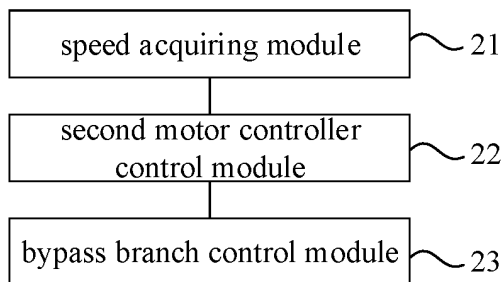 speed acquiring module
21
second motor controller
control module
22
bypass branch control module
23